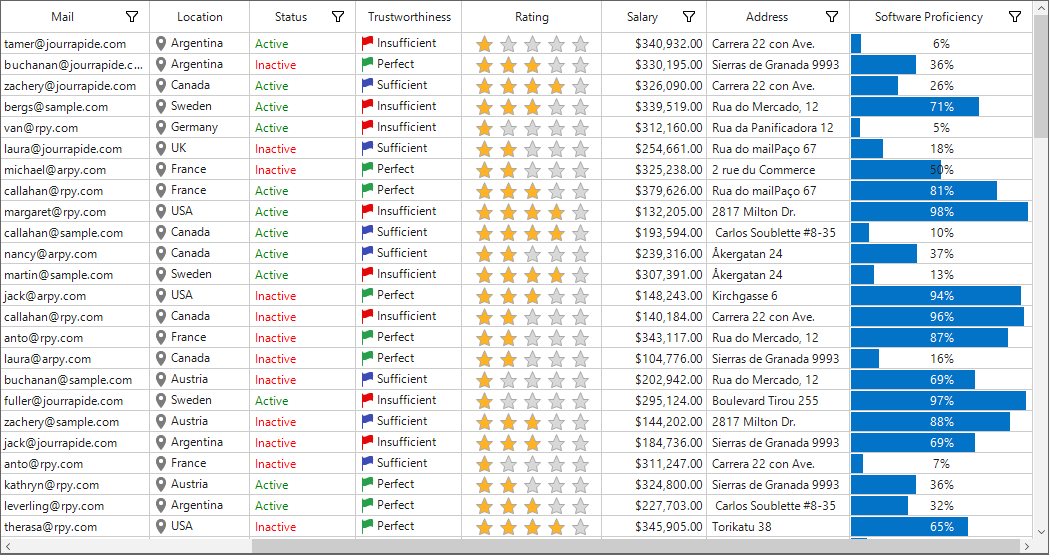 Mail Location Status Trustworthiness Rating Salary Address Software Proficiency
tamer@jourrapide.com Argentina Active Insufficient $340,932.00 Carrera 22 con Ave. 6%
buchanan@jourrapide.c... Argentina Inactive Perfect $330,195.00 Sierras de Granada 9993 36%
zachery@jourrapide.com Canada Active Sufficient $326,090.00 Carrera 22 con Ave. 26%
bergs@sample.com Sweden Active Insufficient $339,519.00 Rua do Mercado, 12 71%
van@rpy.com Germany Active Insufficient $312,160.00 Rua da Panificadora 12 5%
laura@jourrapide.com UK Inactive Sufficient $254,661.00 Rua do mailPaço 67 18%
michael@arpy.com France Inactive Perfect $325,238.00 2 rue du Commerce 50%
callahan@rpy.com France Active Perfect $379,626.00 Rua do mailPaço 67 81%
margaret@rpy.com USA Active Insufficient $132,205.00 2817 Milton Dr. 98%
callahan@sample.com Canada Active Sufficient $193,594.00 Carlos Soublette #8-35 10%
nancy@arpy.com Canada Active Sufficient $239,316.00 Åkergatan 24 37%
martin@sample.com Sweden Active Insufficient $307,391.00 Åkergatan 24 13%
jack@arpy.com USA Inactive Perfect $148,243.00 Kirchgasse 6 94%
callahan@rpy.com Canada Inactive Insufficient $140,184.00 Carrera 22 con Ave. 96%
anto@rpy.com France Inactive Perfect $343,117.00 Rua do Mercado, 12 87%
laura@arpy.com Canada Inactive Perfect $104,776.00 Sierras de Granada 9993 16%
buchanan@sample.com Austria Inactive Sufficient $202,942.00 Rua do Mercado, 12 69%
fuller@jourrapide.com Sweden Active Insufficient $295,124.00 Boulevard Tirou 255 97%
zachery@sample.com Austria Inactive Sufficient $144,202.00 2817 Milton Dr. 88%
jack@jourrapide.com Argentina Inactive Insufficient $184,736.00 Sierras de Granada 9993 69%
anto@rpy.com France Inactive Sufficient $311,247.00 Carrera 22 con Ave. 7%
kathryn@rpy.com Austria Active Perfect $324,800.00 Sierras de Granada 9993 36%
leverling@rpy.com Argentina Active Perfect $227,703.00 Carlos Soublette #8-35 32%
therasa@rpy.com USA Inactive Perfect $345,905.00 Torikatu 38 65%